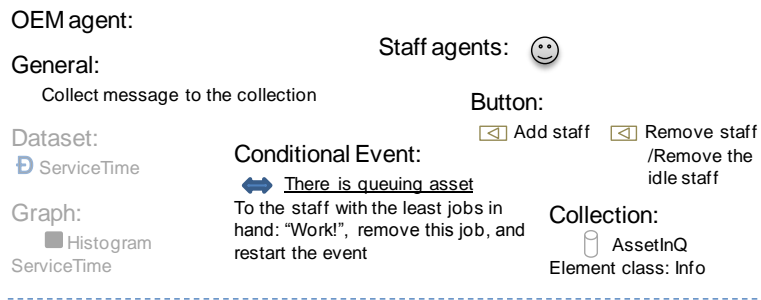 OEM agent:
Staff agents:
General:
Collect message to the collection
Button:
Add staff
Remove staff
/Remove the
idle staff
Dataset:
ServiceTime
Conditional Event:
There is queuing asset
To the staff with the least jobs in
hand: “Work!”, remove this job, and
restart the event
Graph:
Histogram
ServiceTime
Collection:
AssetInQ
Element class: Info